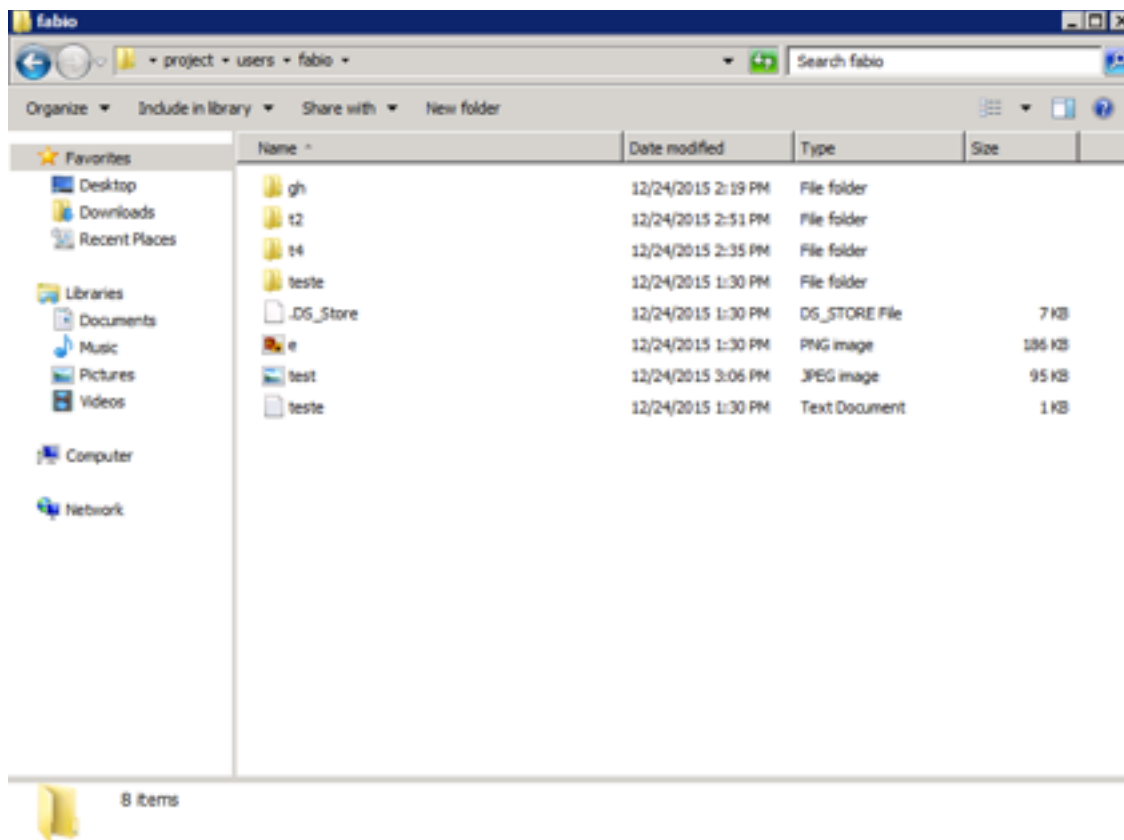 fabio
project users fabio Search fabio
Organize Include in library Share with New folder
Name Date modified Type Size
Favorites
Desktop
Downloads
Recent Places
Libraries
Documents
Music
Pictures
Videos
Computer
Network
gh 12/24/2015 2:19 PM File folder
t2 12/24/2015 2:51 PM File folder
t4 12/24/2015 2:35 PM File folder
teste 12/24/2015 1:30 PM File folder
.DS_Store 12/24/2015 1:30 PM DS_STORE File 7 KB
e 12/24/2015 1:30 PM PNG image 186 KB
test 12/24/2015 3:06 PM JPEG image 95 KB
teste 12/24/2015 1:30 PM Text Document 1 KB
8 items